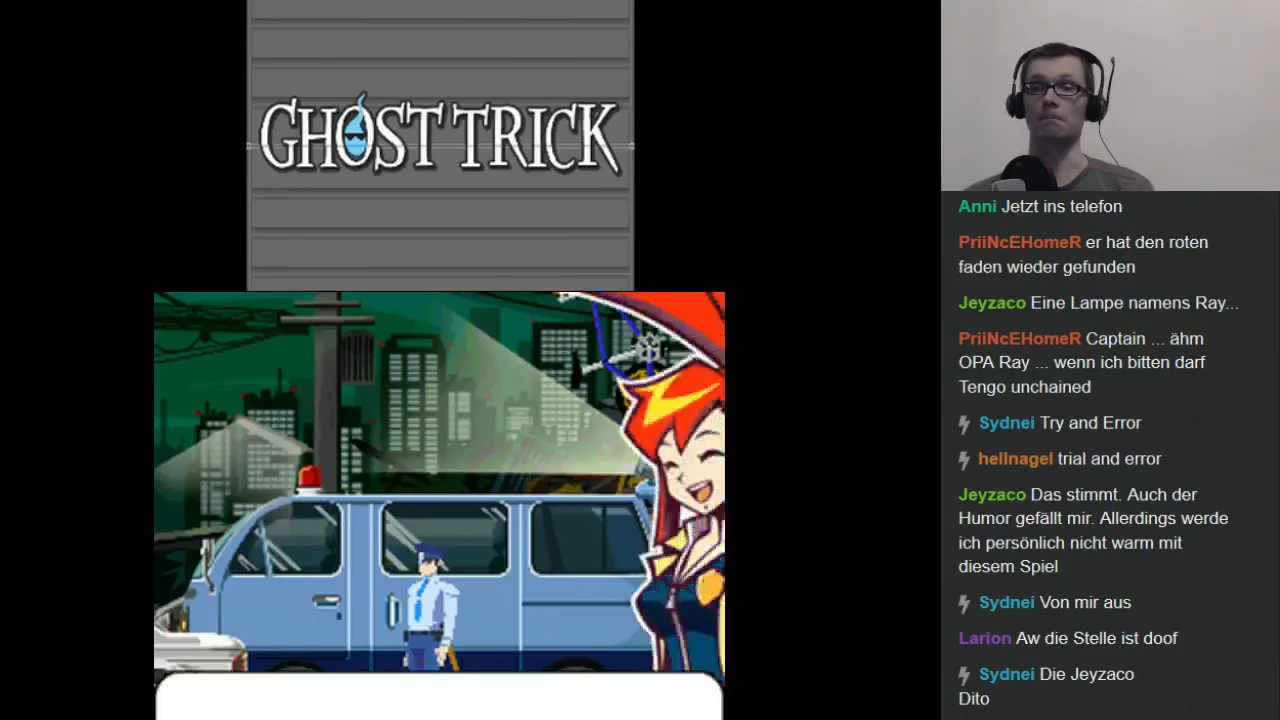 GHOST TRICK
Anni Jetzt ins telefon
PriiNcEHomeR er hat den roten
faden wieder gefunden
Jeyzaco Eine Lampe namens Ray...
PriiNcEHomeR Captain ... ähm
OPA Ray ... wenn ich bitten darf
Tengo unchained
Sydnei Try and Error
hellnagel trial and error
Jeyzaco Das stimmt. Auch der
Humor gefällt mir. Allerdings werde
ich persönlich nicht warm mit
diesem Spiel
Sydnei Von mir aus
Larion Aw die Stelle ist doof
Sydnei Die Jeyzaco
Dito